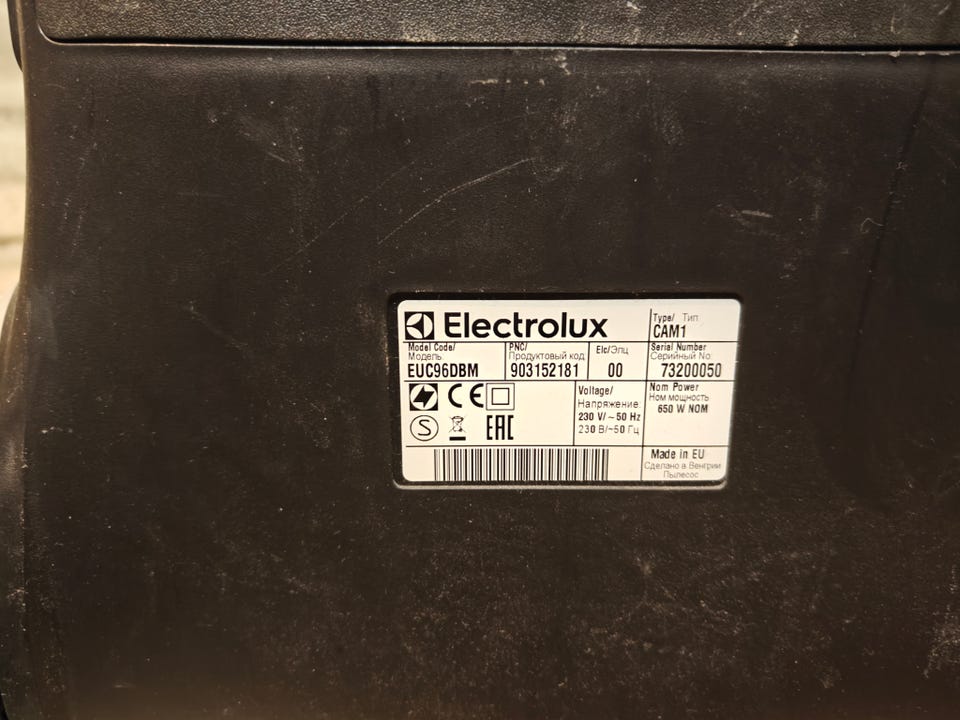 Electrolux
Type/ Тип
CAM1
Model Code/
Модель:
EUC96DBM
PNC/
Продуктовый код
903152181
Elc/Элц
00
Serial Number
Серийный No
73200050
CE
EAC
Voltage/
Напряжение:
230 V/~50 Hz
230 В/~50 Гц
Nom Power
Ном мощность
650 W NOM
Made in EU
Сделано в Венгрии
Пылесос